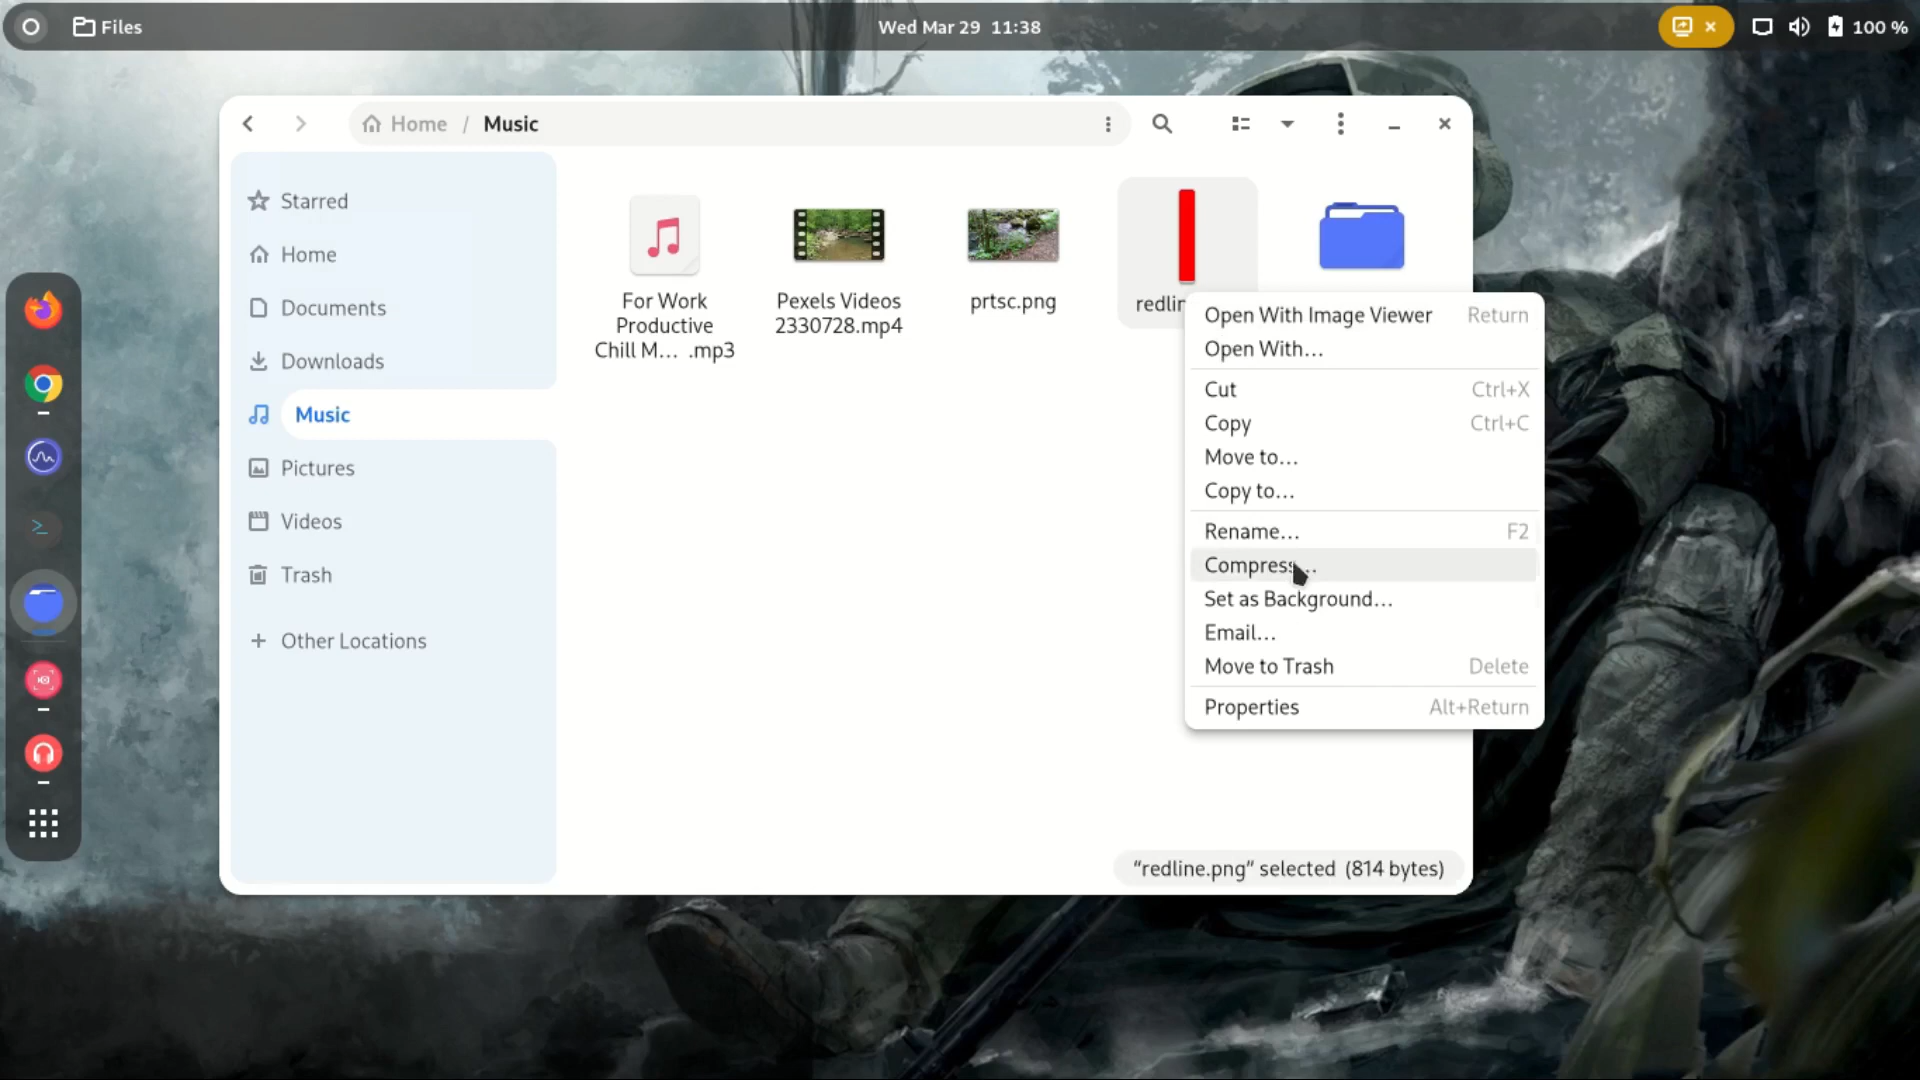 Files
Wed Mar 29 11:38
100 %
Home / Music
Starred
Home
Documents
Downloads
Music
Pictures
Videos
Trash
Other Locations
For Work
Productive
Chill M... .mp3
Pexels Videos
2330728.mp4
prtsc.png
Open With Image Viewer Return
Open With...
Cut Ctrl+X
Copy Ctrl+C
Move to...
Copy to...
Rename... F2
Compress...
Set as Background...
Email...
Move to Trash Delete
Properties Alt+Return
“redline.png” selected (814 bytes)